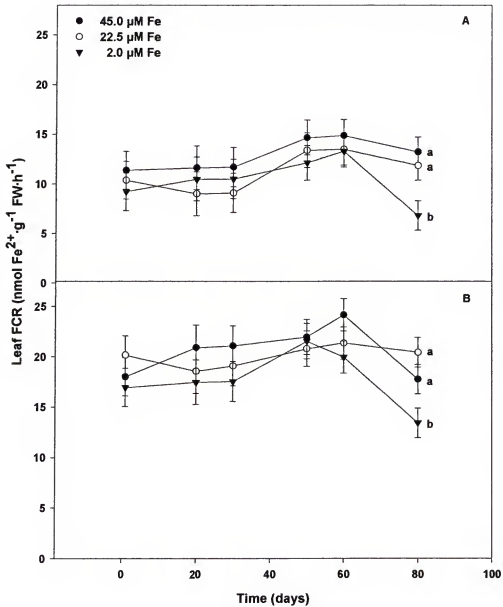 45.0 µM Fe
22.5 µM Fe
2.0 µM Fe
A
25
20
15
10
5
0
a
a
b
Leaf FCR (nmol Fe2+·g-1 FW·h-1)
B
25
20
15
10
5
0
a
a
b
0 20 40 60 80 100
Time (days)